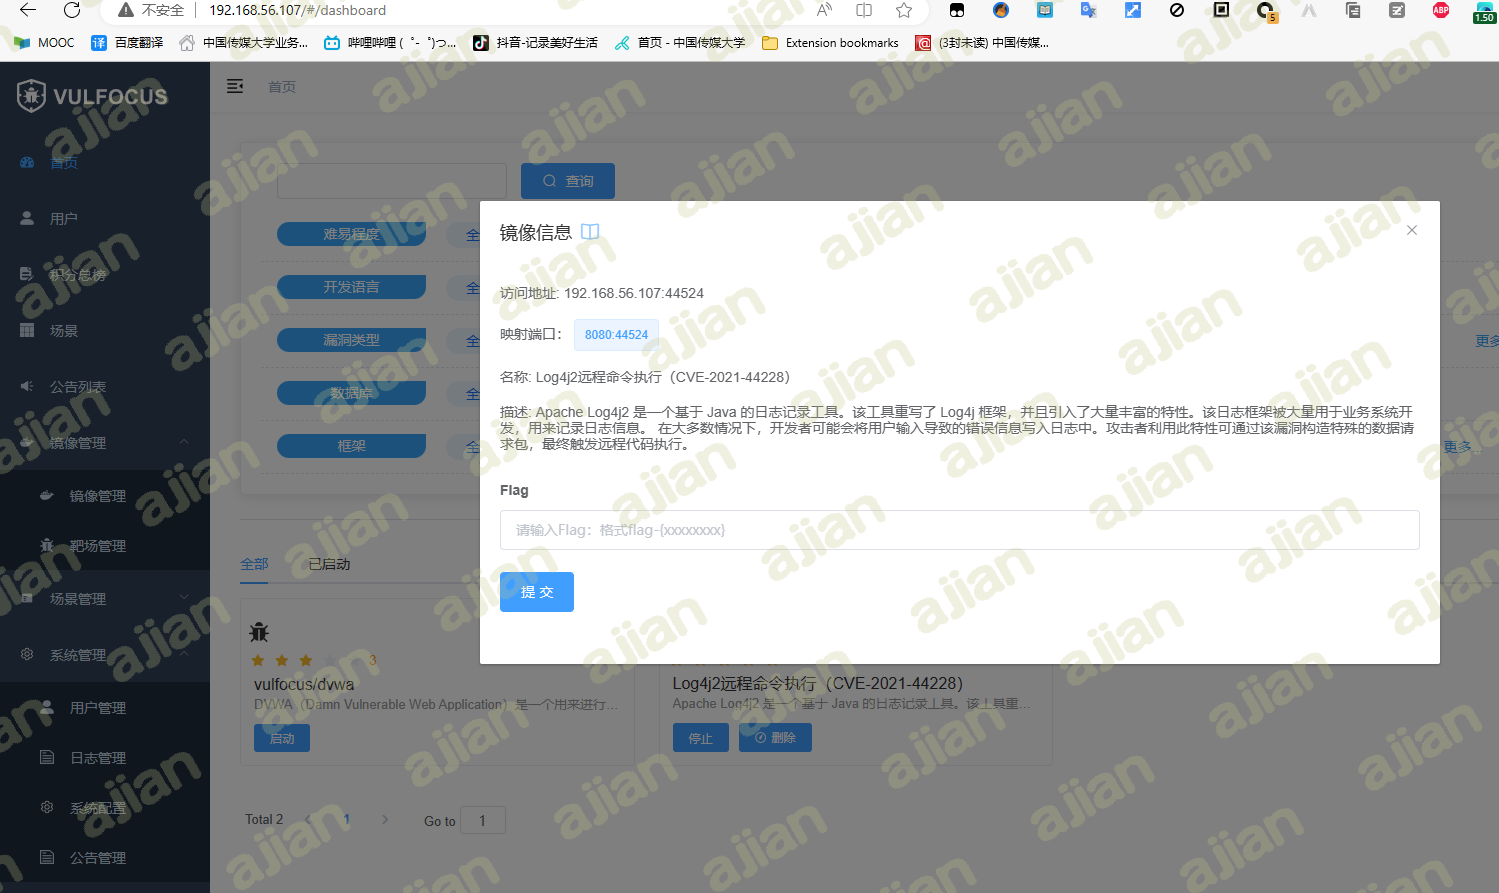 不安全 192.168.56.107/#/dashboard
5 ABP 1.50
MOOC 百度翻译 中国传媒大学业务... 哔哩哔哩 ( ゜- ゜)つ... 抖音-记录美好生活 首页 - 中国传媒大学 Extension bookmarks (3封未读) 中国传媒...
VULFOCUS
首页
首页
查询
用户
难易程度 全
积分总榜
开发语言 全
场景
漏洞类型 全
更多
公告列表
数据库 全
镜像管理
框架 全
更多
镜像管理
靶场管理
场景管理
系统管理
用户管理
日志管理
系统配置
公告管理
镜像信息
访问地址: 192.168.56.107:44524
映射端口： 8080:44524
名称: Log4j2远程命令执行（CVE-2021-44228）
描述: Apache Log4j2 是一个基于 Java 的日志记录工具。该工具重写了 Log4j 框架，并且引入了大量丰富的特性。该日志框架被大量用于业务系统开
发，用来记录日志信息。 在大多数情况下，开发者可能会将用户输入导致的错误信息写入日志中。攻击者利用此特性可通过该漏洞构造特殊的数据请
求包，最终触发远程代码执行。
Flag
请输入Flag：格式flag-{xxxxxxxx}
提 交
全部 已启动
3
vulfocus/dvwa
DVWA（Damn Vulnerable Web Application）是一个用来进行...
启动
Log4j2远程命令执行（CVE-2021-44228）
Apache Log4j2 是一个基于 Java 的日志记录工具。该工具重...
停止 删除
Total 2 1 Go to 1
ajian